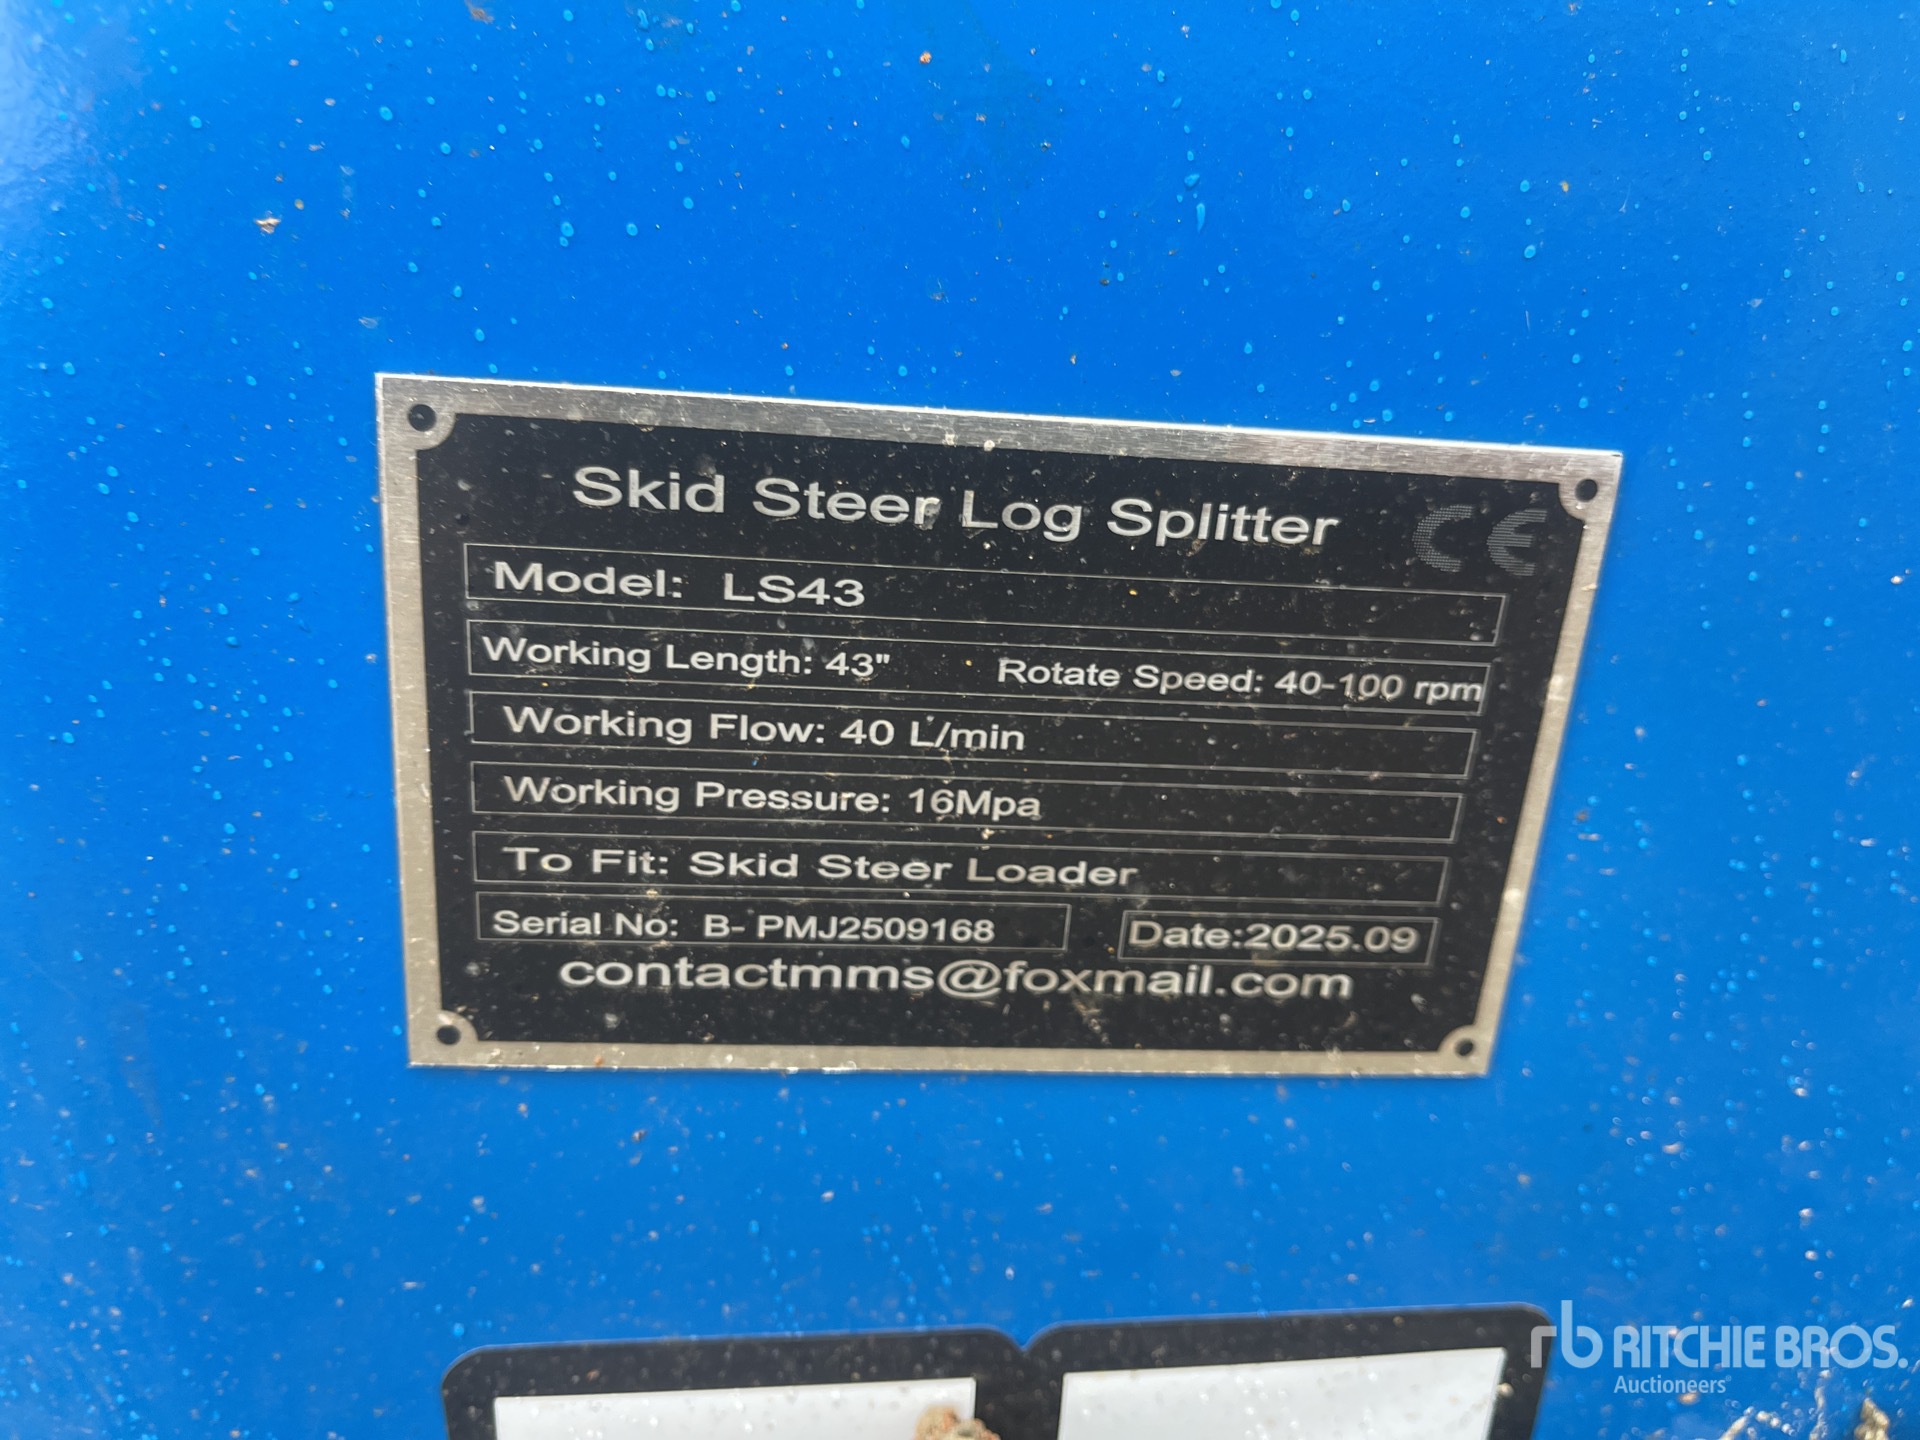 Skid Steer Log Splitter CE
Model: LS43
Working Length: 43" Rotate Speed: 40-100 rpm
Working Flow: 40 L/min
Working Pressure: 16Mpa
To Fit: Skid Steer Loader
Serial No: B- PMJ2509168 Date:2025.09
contactmms@foxmail.com
rb RITCHIE BROS.
Auctioneers